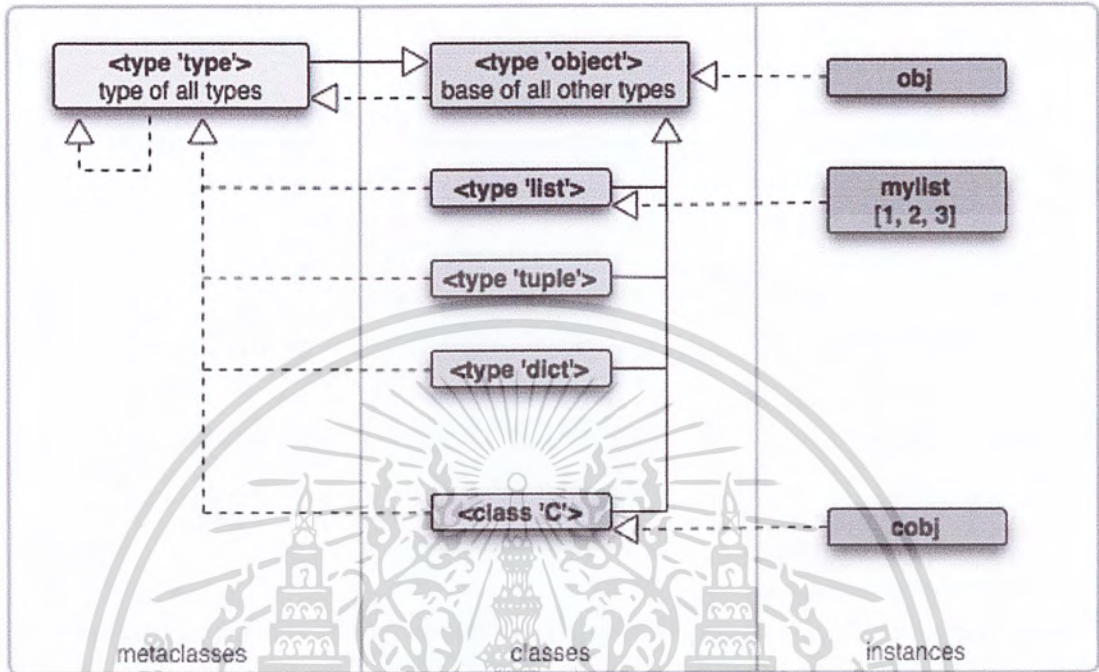 <type 'type'>
type of all types
<type 'object'>
base of all other types
obj
<type 'list'>
mylist
[1, 2, 3]
<type 'tuple'>
<type 'dict'>
<class 'C'>
cobj
metaclasses
classes
instances